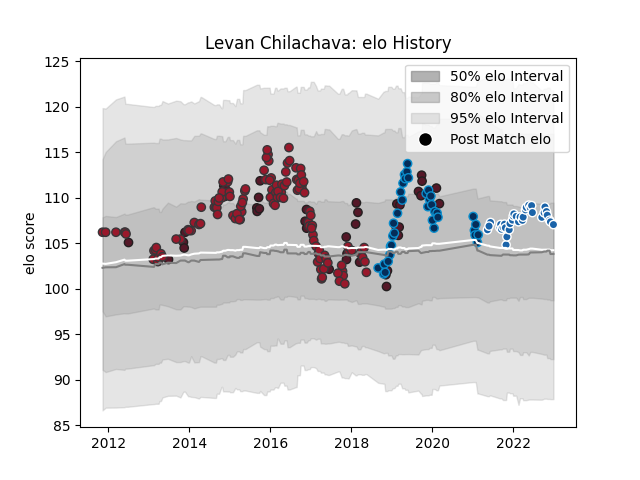 Levan Chilachava: elo History
125
120
115
110
105
100
95
90
85
elo score
50% elo Interval
80% elo Interval
95% elo Interval
Post Match elo
2012
2014
2016
2018
2020
2022